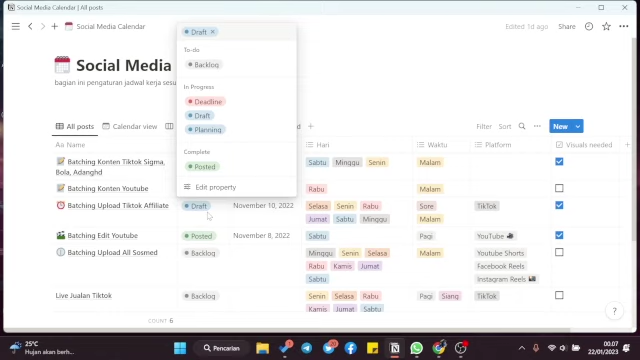 Social Media Calendar | All posts
Social Media Calendar
Edited 1d ago
Share
Draft ×
To-do
Backlog
In Progress
Deadline
Draft
Planning
Complete
Posted
Edit property
Social Media
bagian ini pengaturan jadwal kerja sesu
All posts
Calendar view
Filter
Sort
New
Aa Name
Hari
Waktu
Platform
Visuals needed
Batching Konten Tiktok Sigma,
Bola, Adanghd
Sabtu Minggu Senin
Malam
Batching Konten Youtube
Rabu
Malam
Batching Upload Tiktok Affiliate
Draft
November 10, 2022
Selasa Senin Rabu
Jumat Sabtu Minggu
Sore
Malam
TikTok
Batching Edit Youtube
Posted
November 8, 2022
Sabtu
Pagi
YouTube
Batching Upload All Sosmed
Backlog
Minggu Senin Selasa
Rabu Kamis Jumat
Sabtu
Malam
Youtube Shorts
Facebook Reels
Instagram Reels
Live Jualan Tiktok
Backlog
Senin Selasa Rabu
Kamis Jumat Sabtu
Pagi Siang
TikTok
COUNT 6
?
25°C
Hujan akan berh...
Pencarian
00.07
22/01/2023